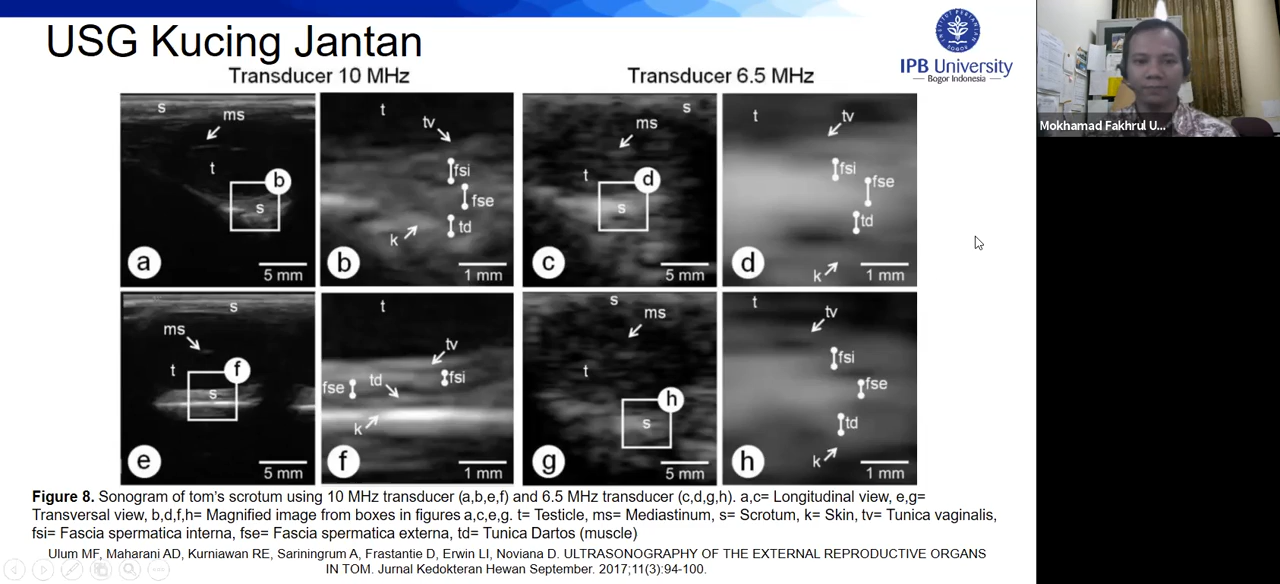 USG Kucing Jantan
IPB University
Bogor Indonesia
Mokhamad Fakhrul U...
Transducer 10 MHz
Transducer 6.5 MHz
s
ms
t
b
s
a
5 mm
t
tv
fsi
fse
td
k
b
1 mm
s
ms
t
d
s
c
5 mm
t
tv
fsi
fse
td
k
d
1 mm
s
ms
t
f
s
e
5 mm
t
tv
fsi
td
fse
k
f
1 mm
s
ms
t
h
s
g
5 mm
t
tv
fsi
fse
td
k
h
1 mm
Figure 8. Sonogram of tom's scrotum using 10 MHz transducer (a,b,e,f) and 6.5 MHz transducer (c,d,g,h). a,c= Longitudinal view, e,g=
Transversal view, b,d,f,h= Magnified image from boxes in figures a,c,e,g. t= Testicle, ms= Mediastinum, s= Scrotum, k= Skin, tv= Tunica vaginalis,
fsi= Fascia spermatica interna, fse= Fascia spermatica externa, td= Tunica Dartos (muscle)
Ulum MF, Maharani AD, Kurniawan RE, Sariningrum A, Frastantie D, Erwin LI, Noviana D. ULTRASONOGRAPHY OF THE EXTERNAL REPRODUCTIVE ORGANS
IN TOM. Jurnal Kedokteran Hewan September. 2017;11(3):94-100.